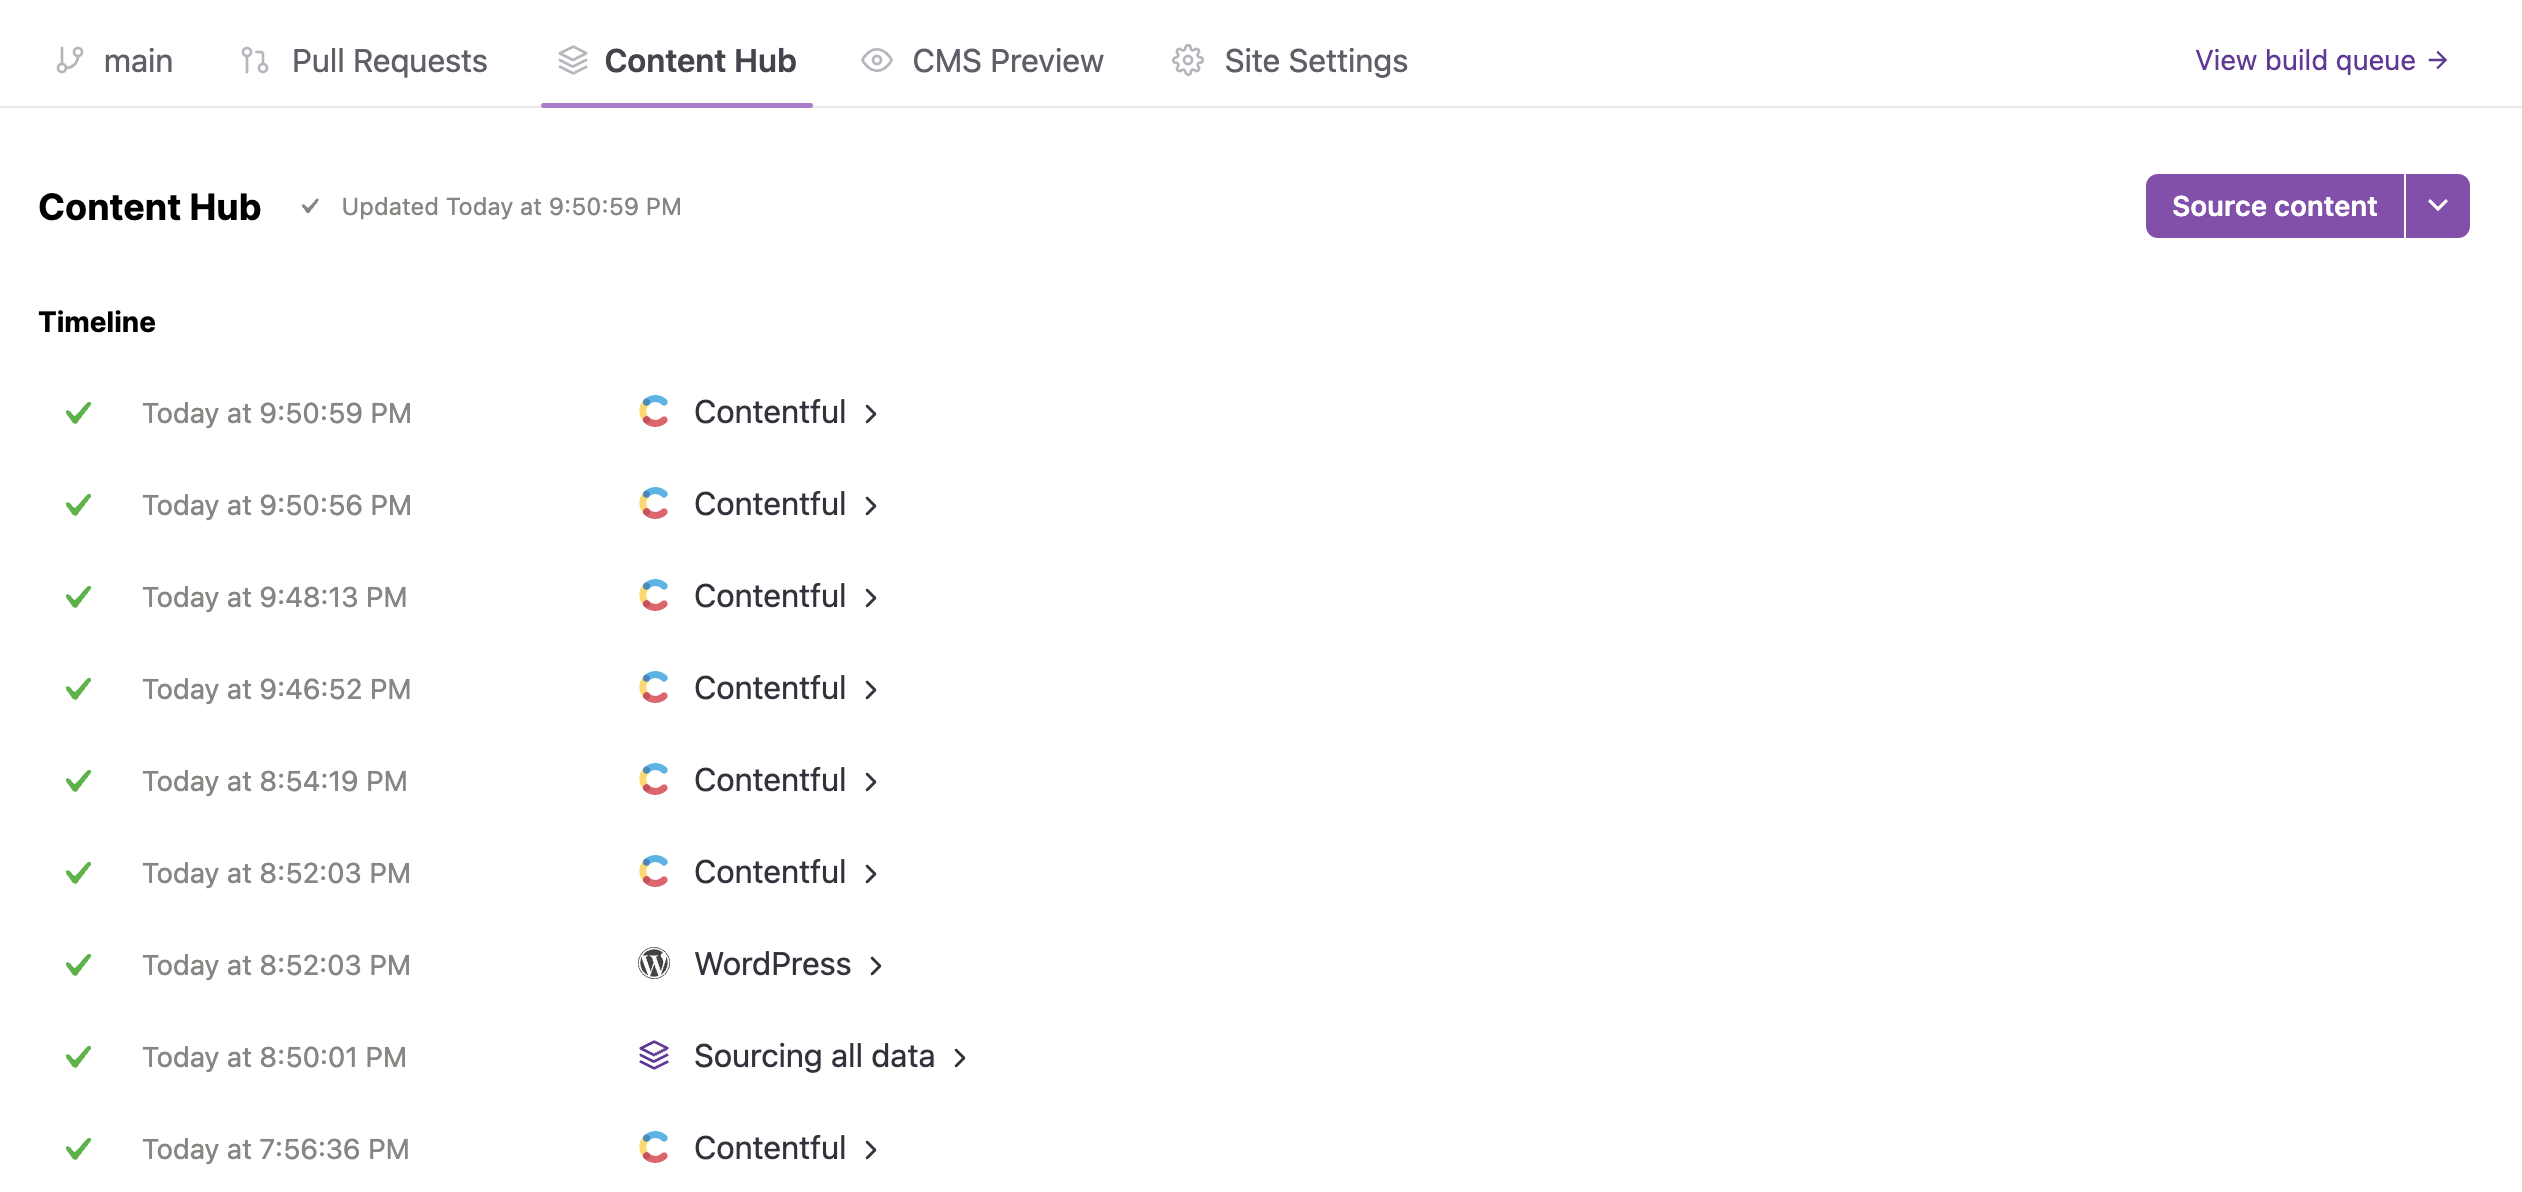 main Pull Requests Content Hub CMS Preview Site Settings View build queue →
Content Hub Updated Today at 9:50:59 PM Source content
Timeline
Today at 9:50:59 PM Contentful
Today at 9:50:56 PM Contentful
Today at 9:48:13 PM Contentful
Today at 9:46:52 PM Contentful
Today at 8:54:19 PM Contentful
Today at 8:52:03 PM Contentful
Today at 8:52:03 PM WordPress
Today at 8:50:01 PM Sourcing all data
Today at 7:56:36 PM Contentful